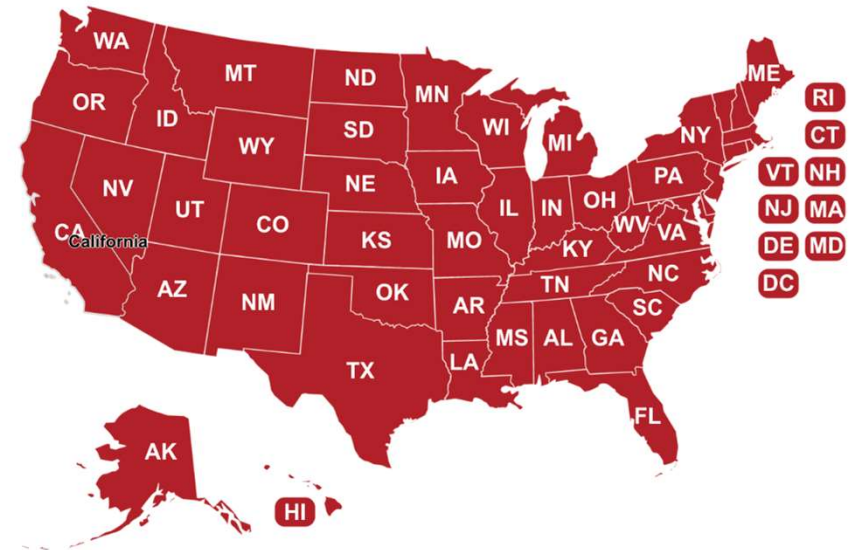 WA
ME
MT
ND
MN
RI
OR
ID
SD
WI
MI
NY
CT
WY
IA
PA
VT
NH
NV
NE
UT
CO
IL
IN
OH
WV
VA
NJ
MA
CA
California
KS
MO
KY
DE
MD
AZ
NM
OK
AR
TN
NC
DC
SC
TX
LA
MS
AL
GA
FL
AK
HI